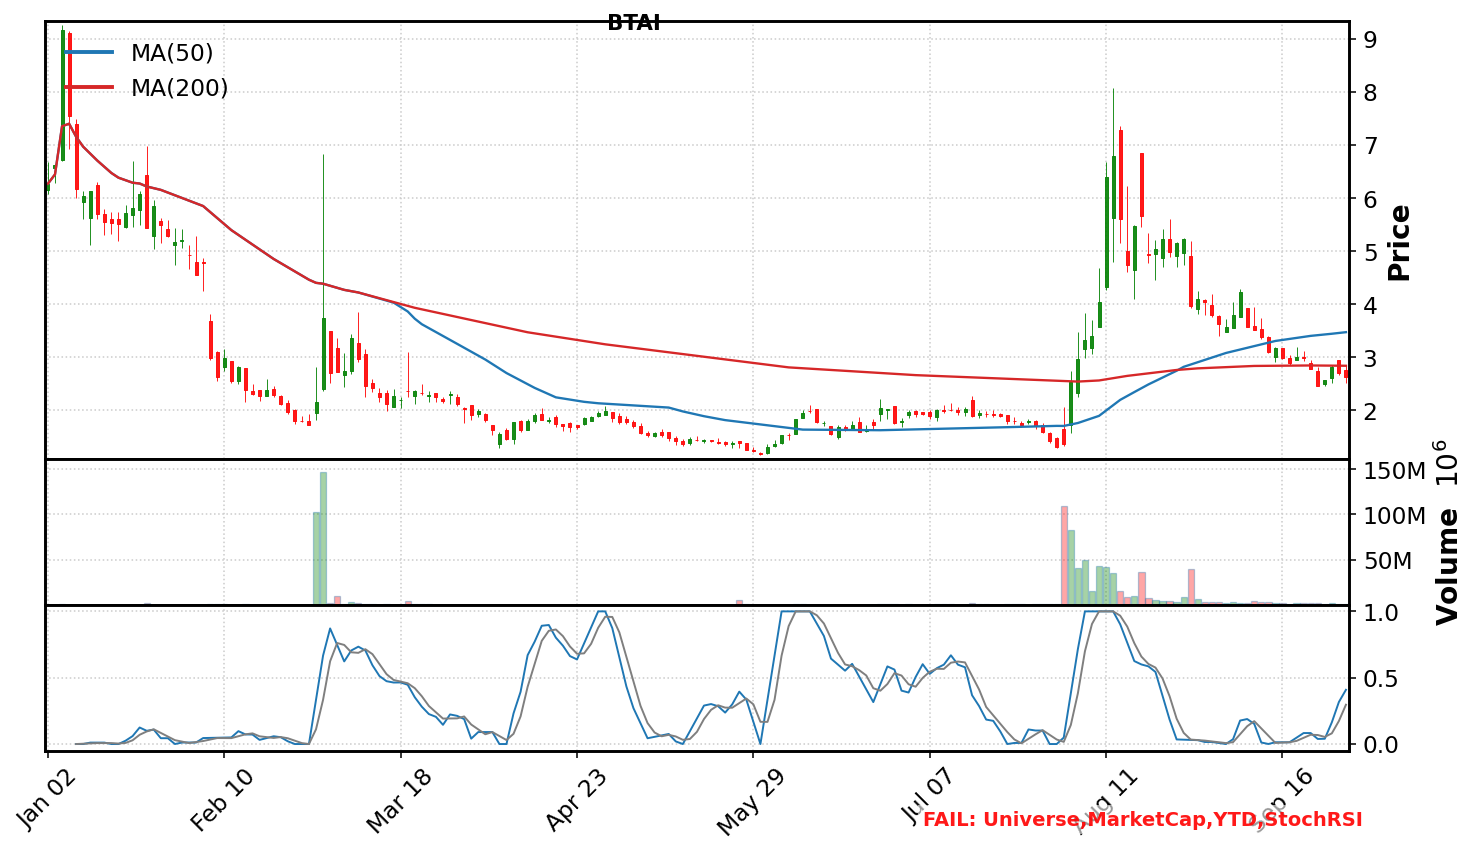 BTAI
MA(50)
MA(200)
9
8
7
6
5
4
3
2
Price
150M
100M
50M
Volume 10^6
1.0
0.5
0.0
Jan 02
Feb 10
Mar 18
Apr 23
May 29
Jul 07
Aug 11
Sep 16
FAIL: Universe,MarketCap,YTD,StochRSI